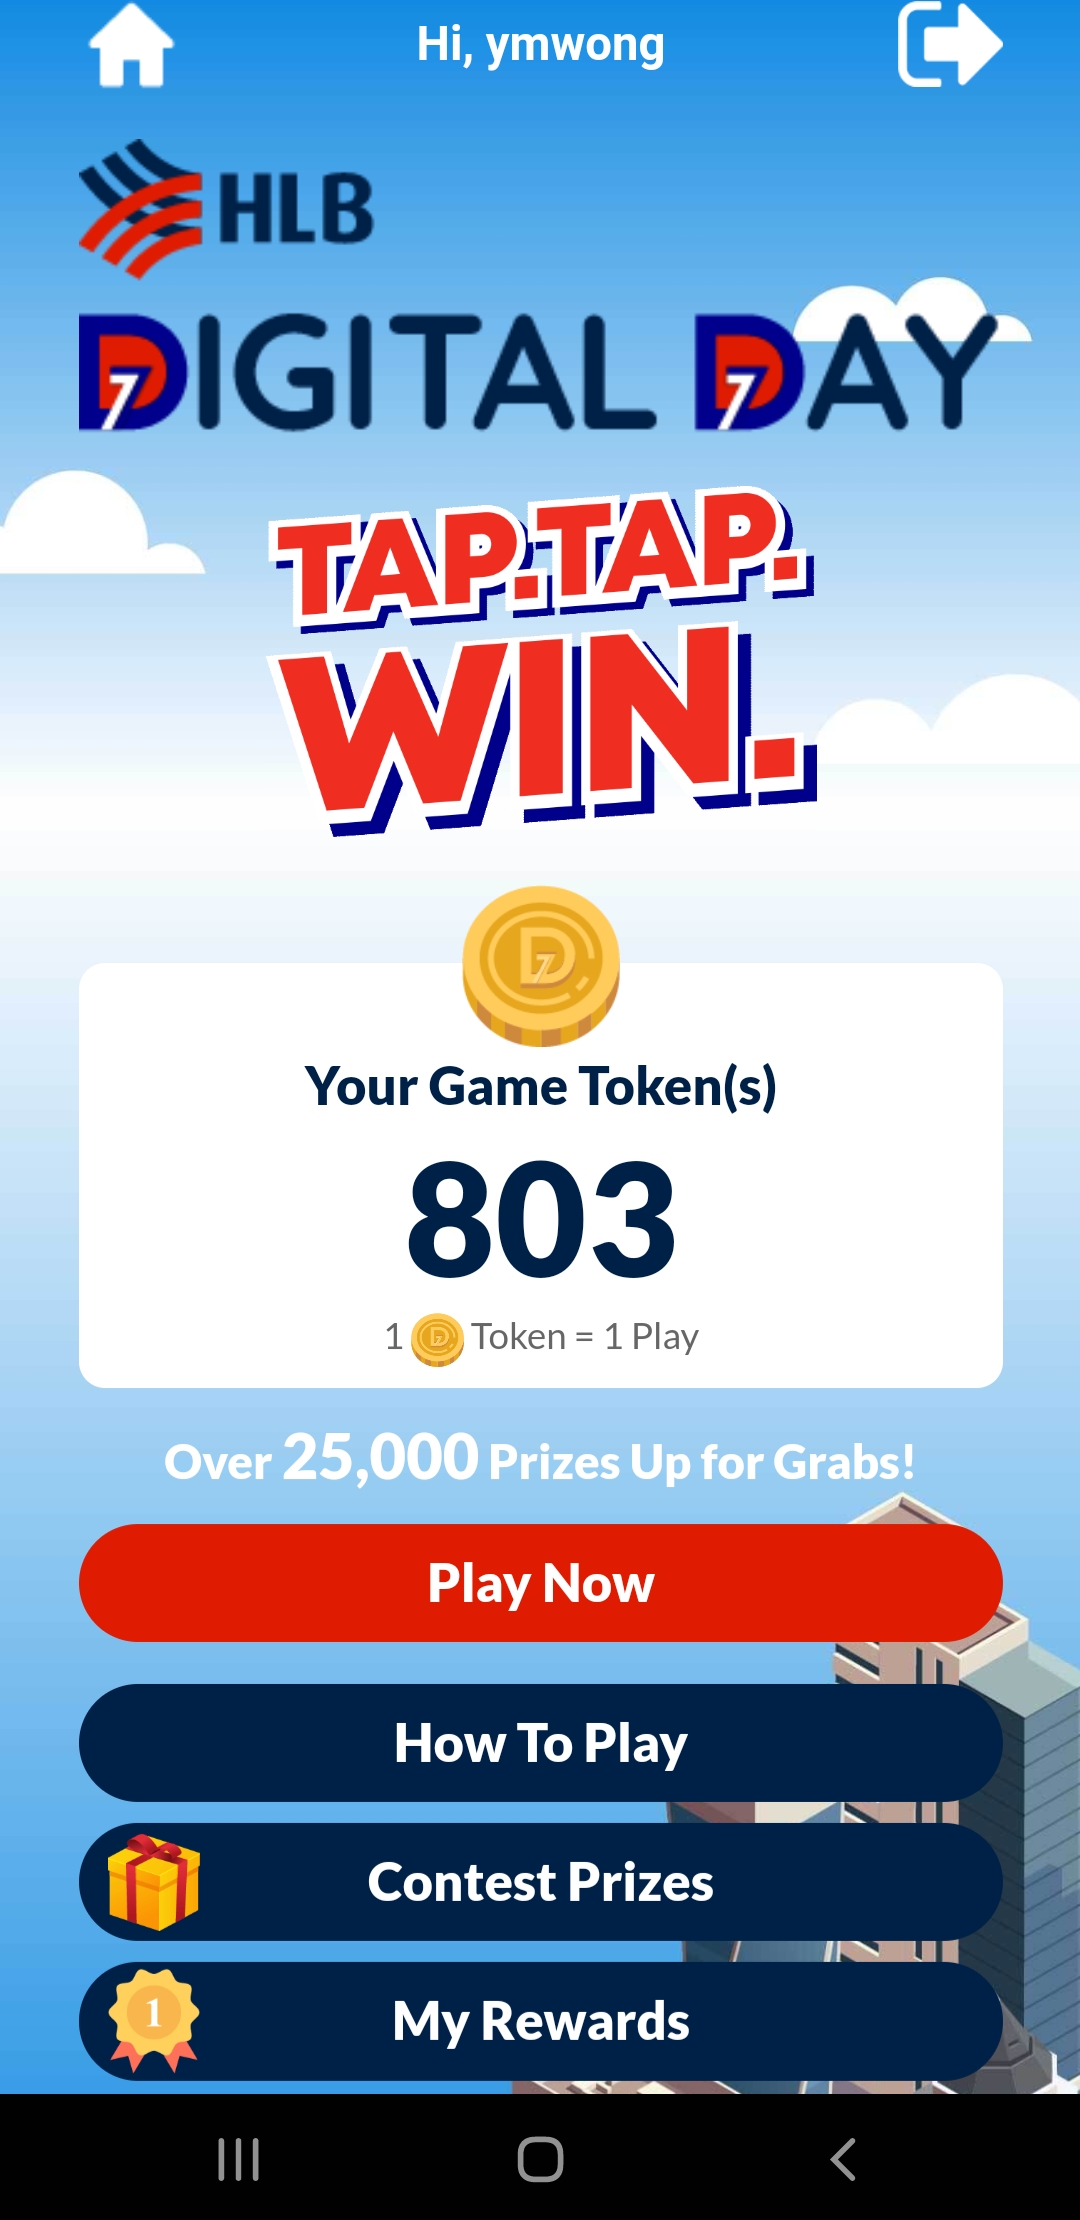 Hi, ymwong
HLB
DIGITAL DAY
TAP.TAP.
WIN.
D7
Your Game Token(s)
803
1 Token = 1 Play
Over 25,000 Prizes Up for Grabs!
Play Now
How To Play
Contest Prizes
1
My Rewards